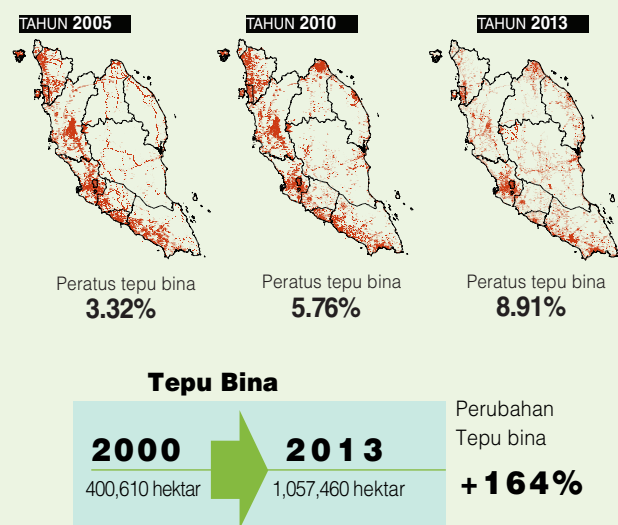 TAHUN 2005
TAHUN 2010
TAHUN 2013
Peratus tepu bina
3.32%
Peratus tepu bina
5.76%
Peratus tepu bina
8.91%
Tepu Bina
2000
400,610 hektar
2013
1,057,460 hektar
Perubahan
Tepu bina
+164%